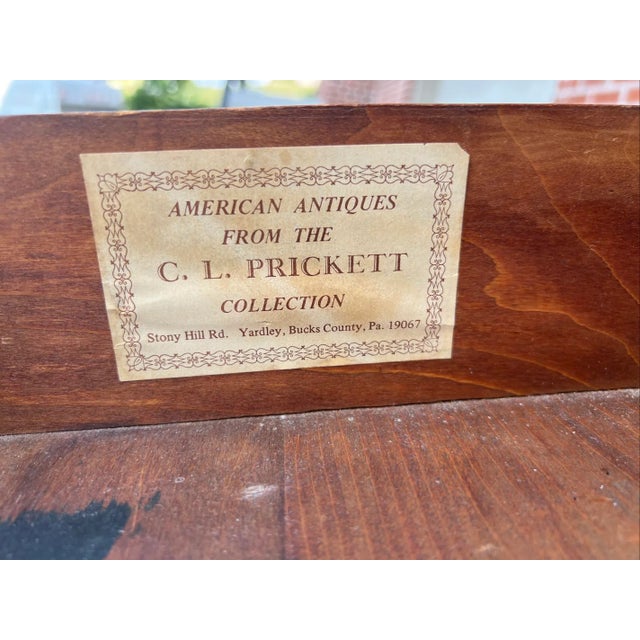 AMERICAN ANTIQUES
FROM THE
C. L. PRICKETT
COLLECTION
Stony Hill Rd. Yardley, Bucks County, Pa. 19067